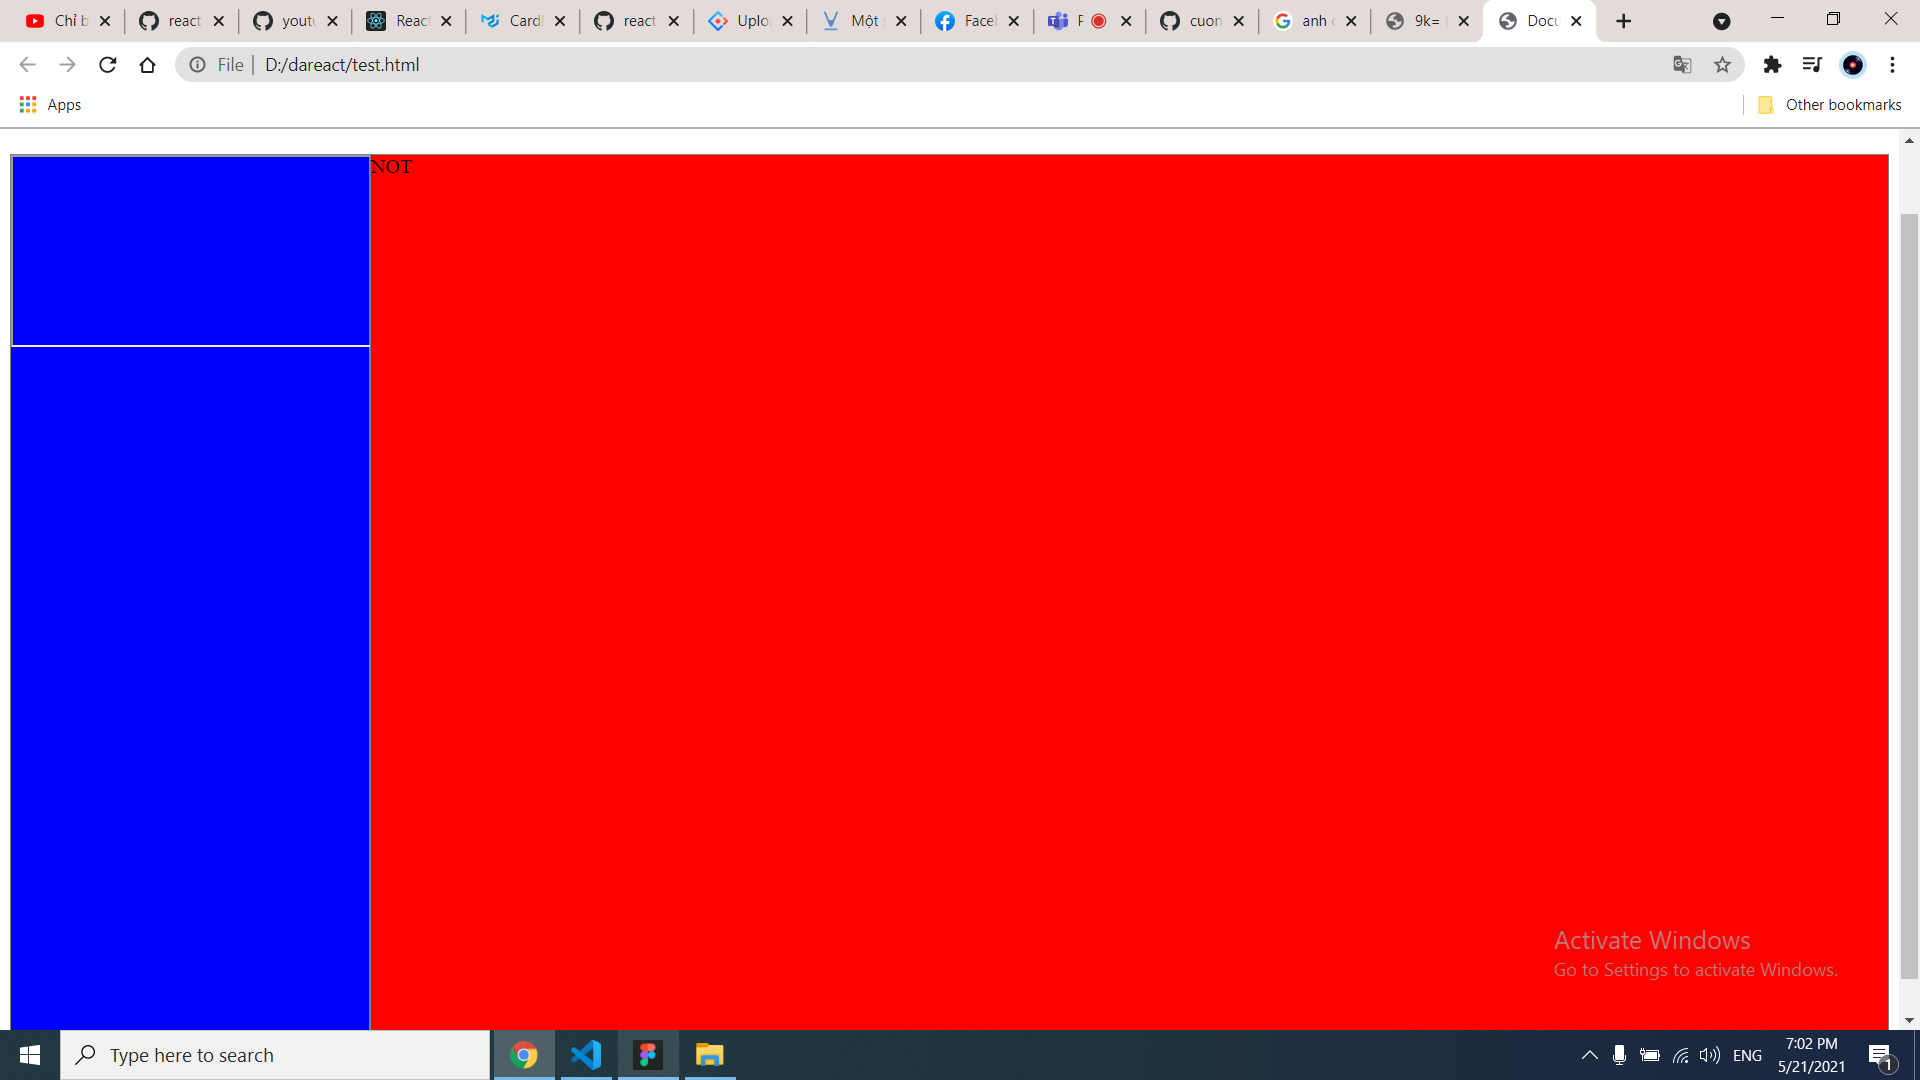 Chỉ b
react
youtu
React
Card
react
Uplo
Một
Facel
P
cuon
anh
9k=
Docu
File
D:/dareact/test.html
Apps
Other bookmarks
NOT
Activate Windows
Go to Settings to activate Windows.
Type here to search
ENG
7:02 PM
5/21/2021
1